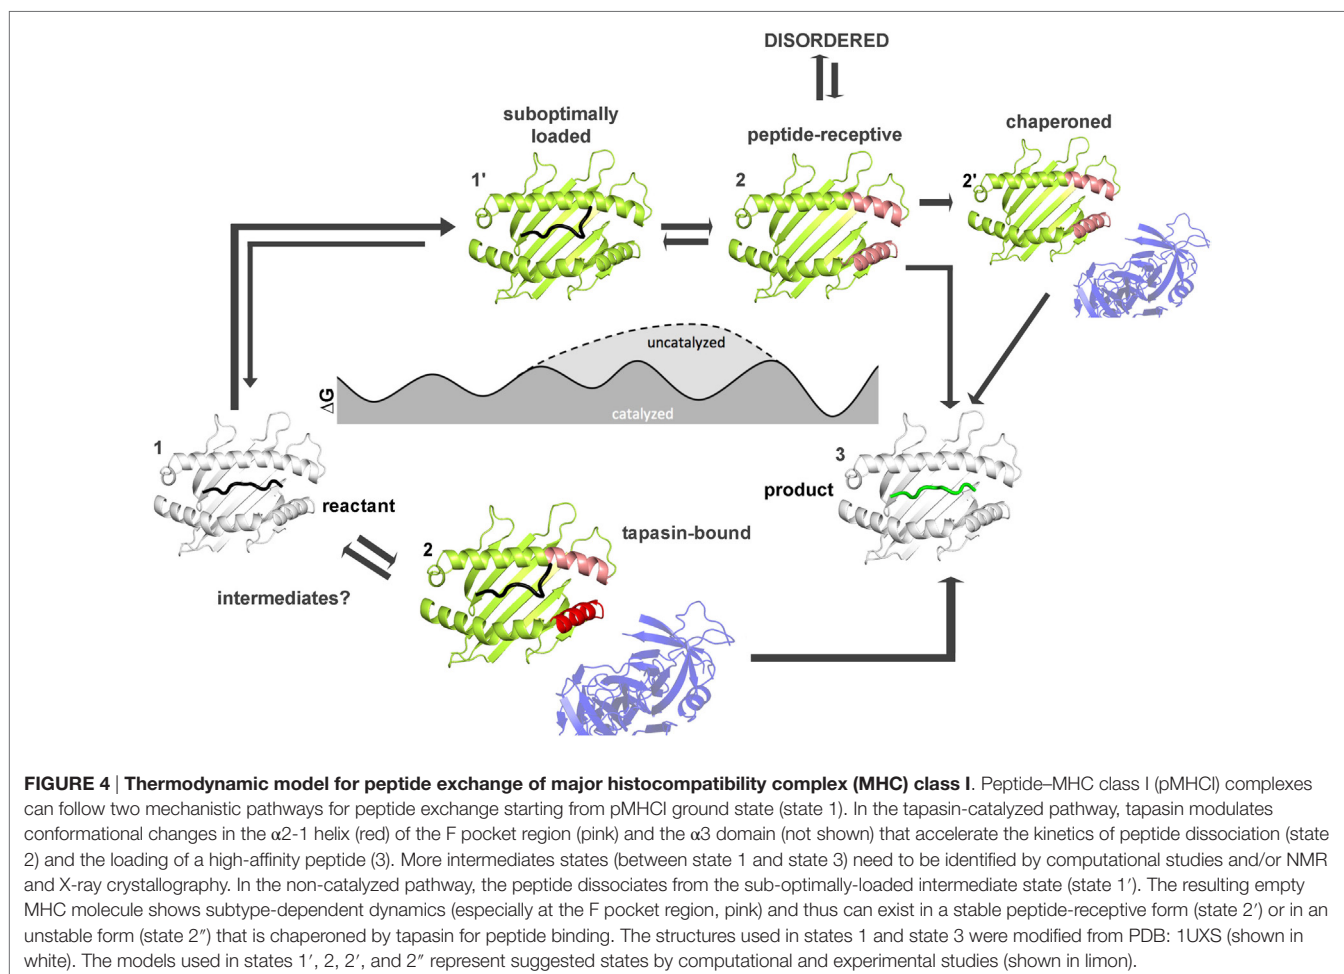 DISORDERED
suboptimally
loaded
peptide-receptive
chaperoned
1'
2
2'
uncatalyzed
ΔG
catalyzed
1
reactant
3
product
2
tapasin-bound
intermediates?
FIGURE 4 | Thermodynamic model for peptide exchange of major histocompatibility complex (MHC) class I. Peptide–MHC class I (pMHCI) complexes
can follow two mechanistic pathways for peptide exchange starting from pMHCI ground state (state 1). In the tapasin-catalyzed pathway, tapasin modulates
conformational changes in the α2-1 helix (red) of the F pocket region (pink) and the α3 domain (not shown) that accelerate the kinetics of peptide dissociation (state
2) and the loading of a high-affinity peptide (3). More intermediates states (between state 1 and state 3) need to be identified by computational studies and/or NMR
and X-ray crystallography. In the non-catalyzed pathway, the peptide dissociates from the sub-optimally-loaded intermediate state (state 1′). The resulting empty
MHC molecule shows subtype-dependent dynamics (especially at the F pocket region, pink) and thus can exist in a stable peptide-receptive form (state 2′) or in an
unstable form (state 2″) that is chaperoned by tapasin for peptide binding. The structures used in states 1 and state 3 were modified from PDB: 1UXS (shown in
white). The models used in states 1′, 2, 2′, and 2″ represent suggested states by computational and experimental studies (shown in limon).